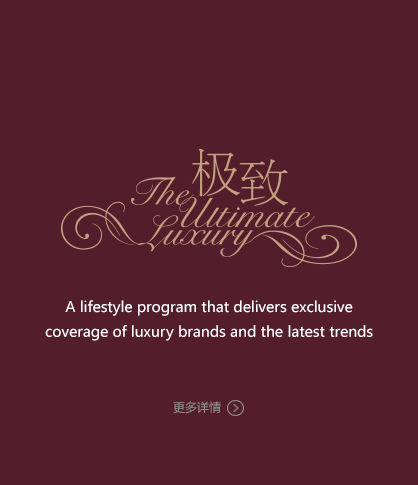 极致
The
Ultimate
Luxury
A lifestyle program that delivers exclusive
coverage of luxury brands and the latest trends
更多详情